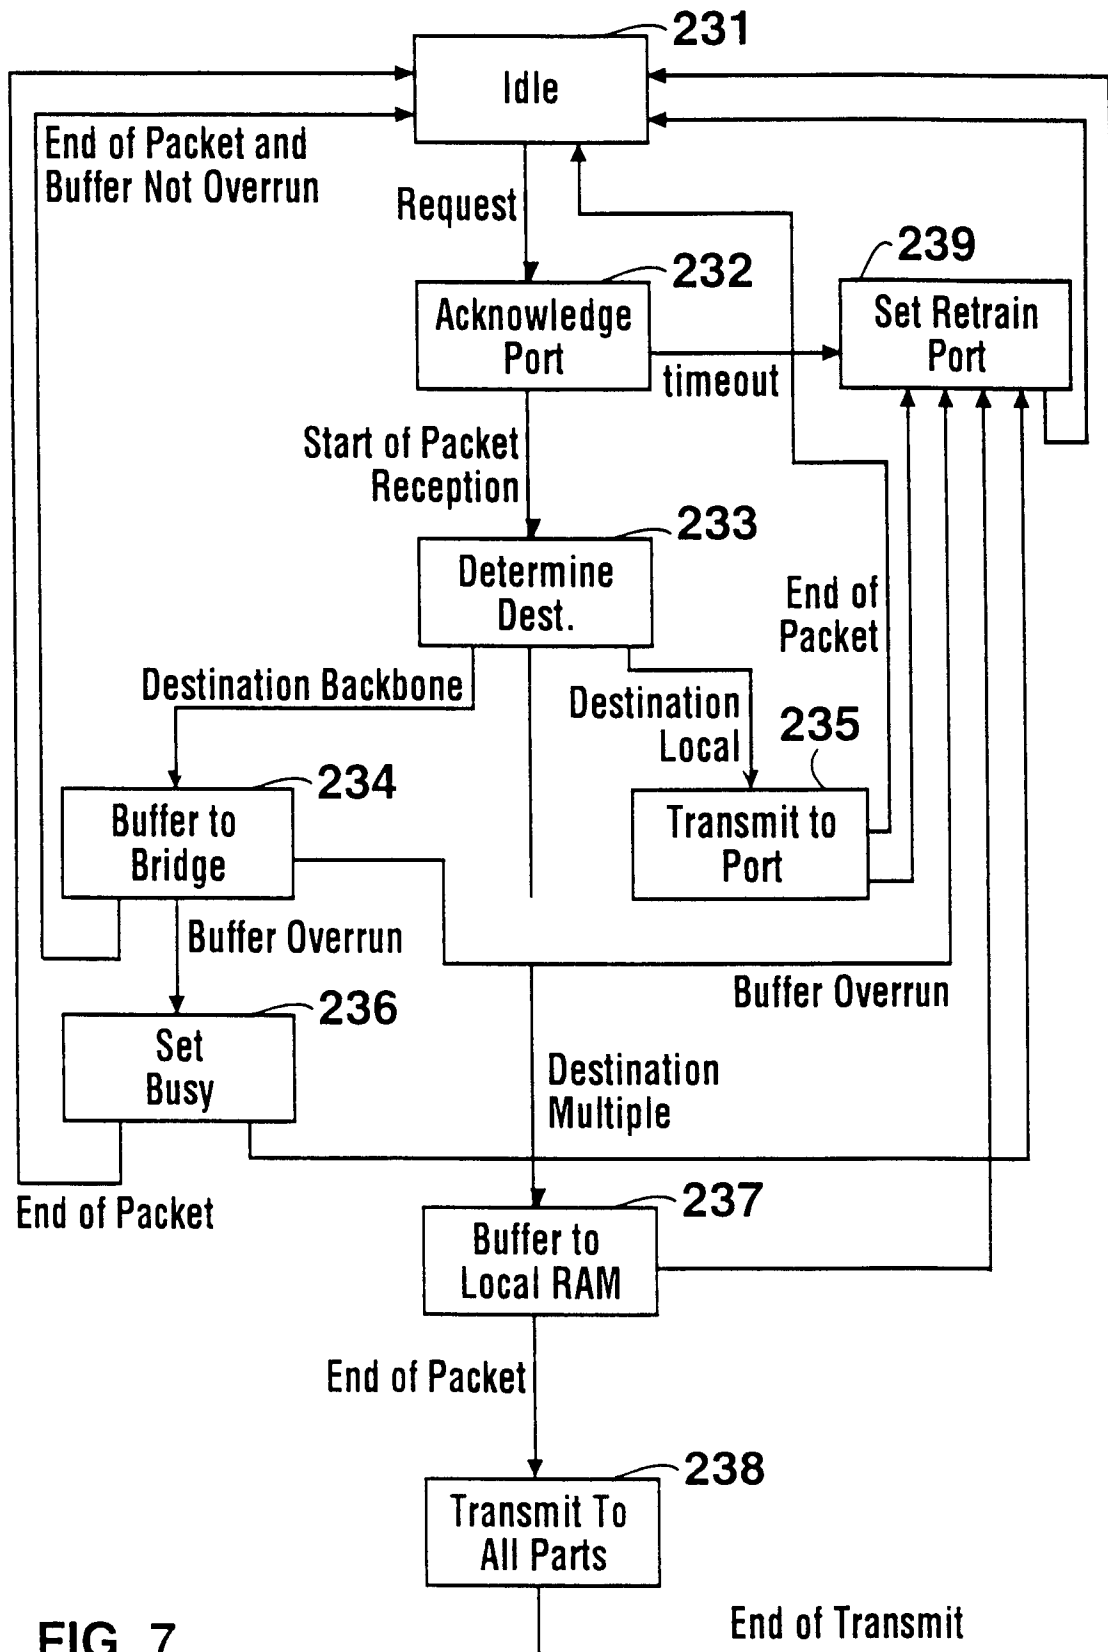 231
Idle
End of Packet and
Buffer Not Overrun
Request
232
239
Acknowledge
Port
Set Retrain
Port
timeout
Start of Packet
Reception
233
Determine
Dest.
End of
Packet
Destination Backbone
Destination
Local
235
234
Buffer to
Bridge
Transmit to
Port
Buffer Overrun
Buffer Overrun
236
Set
Busy
Destination
Multiple
End of Packet
237
Buffer to
Local RAM
End of Packet
238
Transmit To
All Parts
End of Transmit
FIG. 7